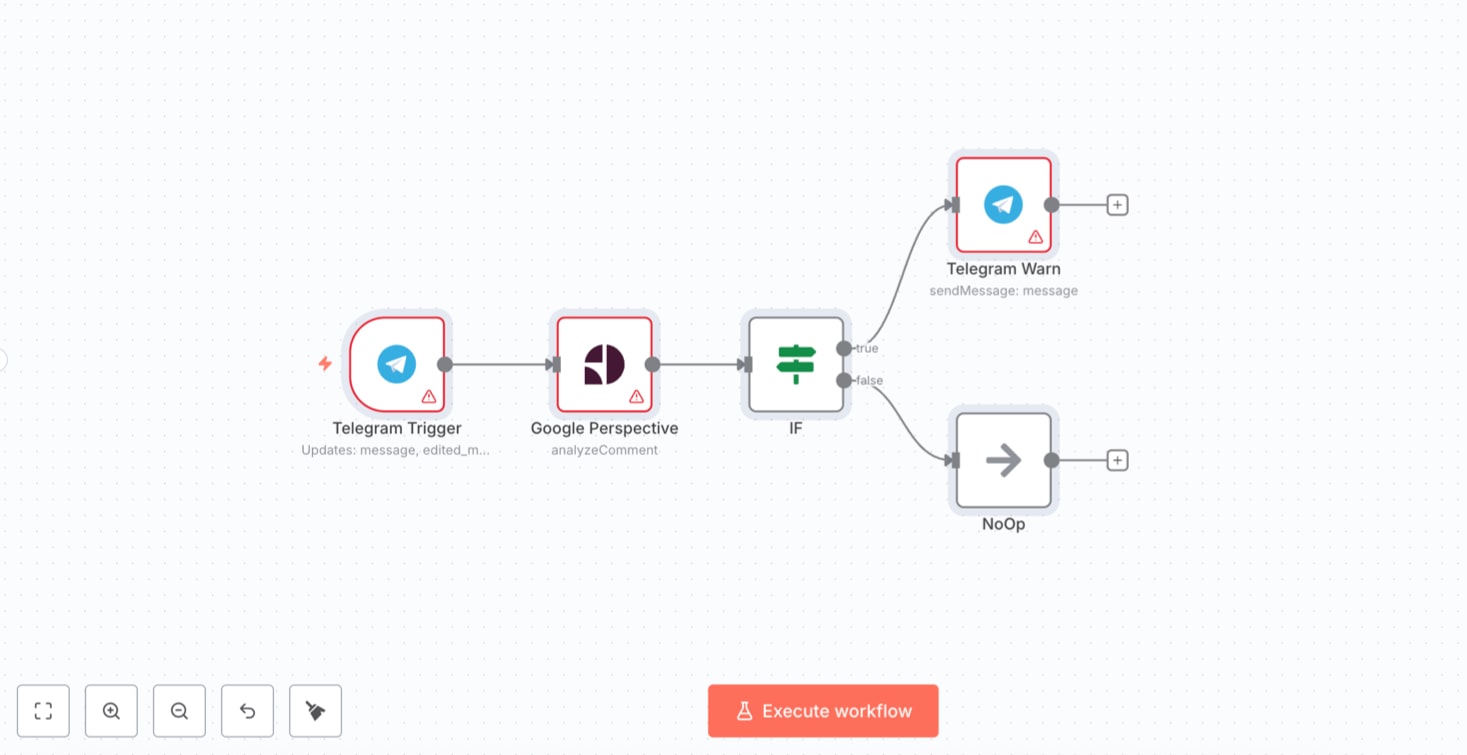 Telegram Warn
sendMessage: message
true
false
Telegram Trigger
Updates: message, edited_m...
Google Perspective
analyzeComment
IF
NoOp
Execute workflow